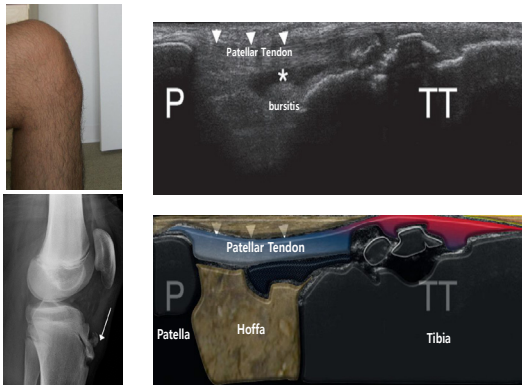 Patellar Tendon
*
P
bursitis
TT
Patellar Tendon
P
TT
Patella
Hoffa
Tibia